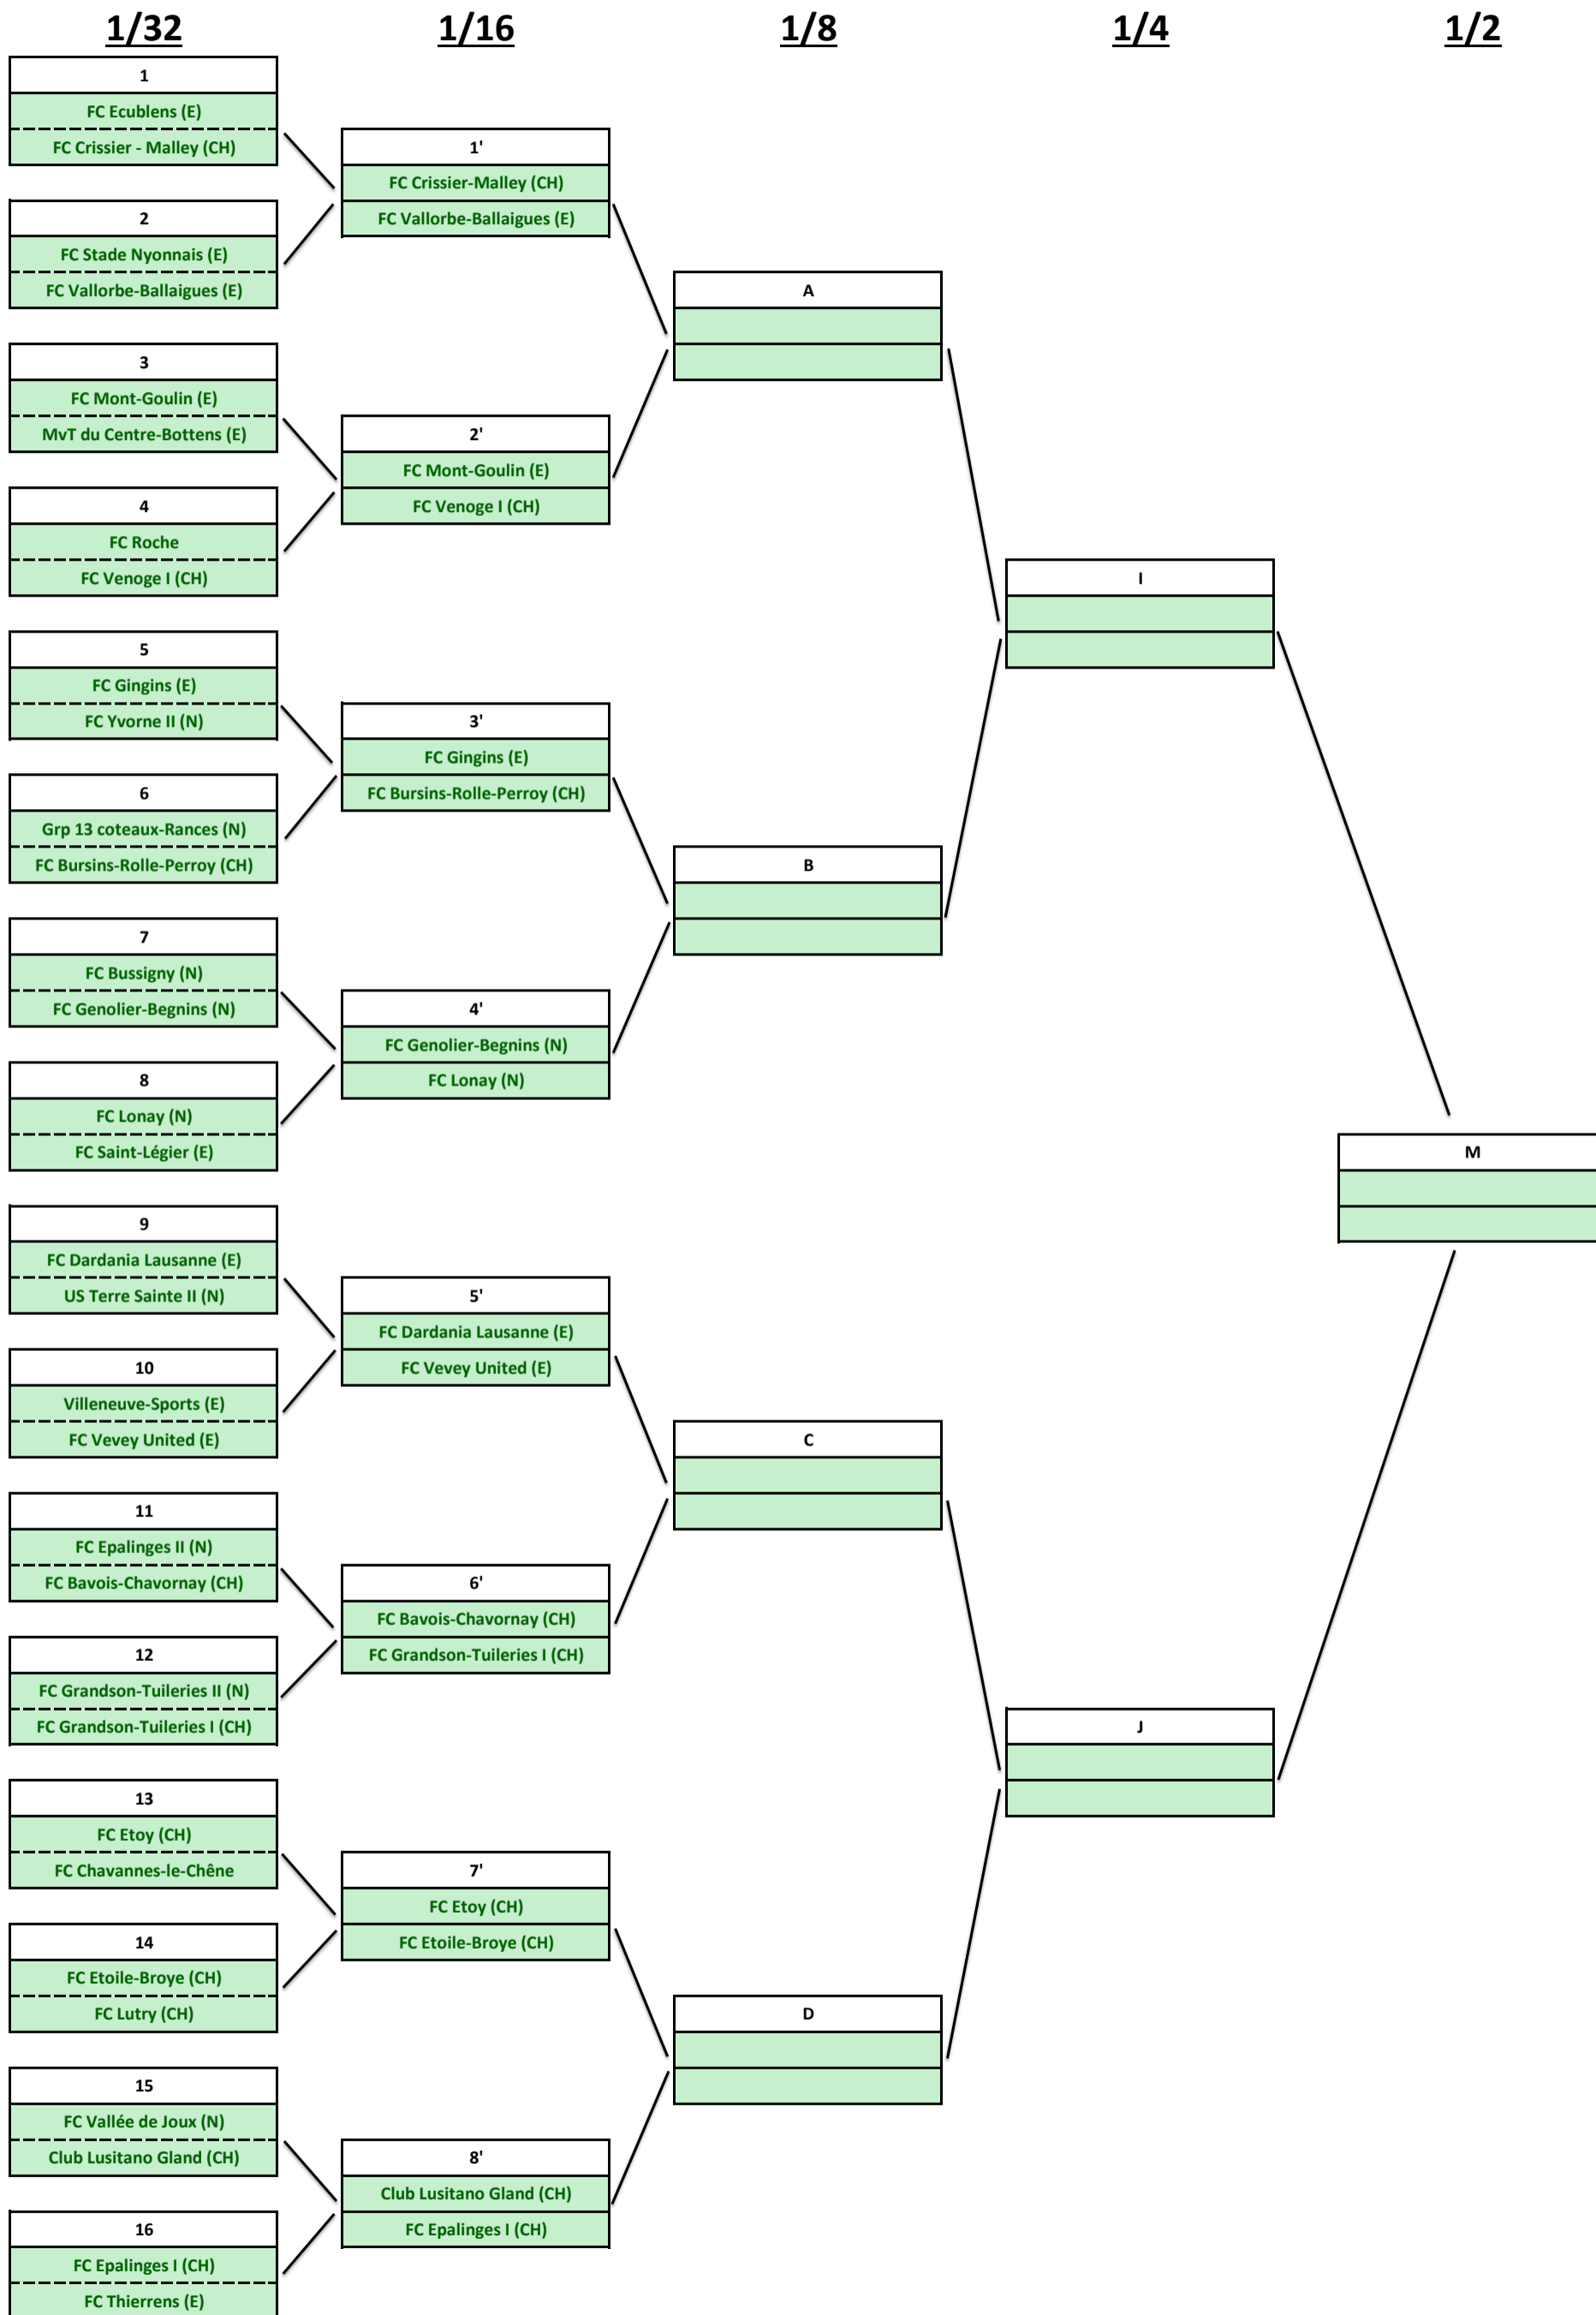 1/32
1/16
1/8
1/4
1/2
1
FC Ecublens (E)
FC Crissier - Malley (CH)
2
FC Stade Nyonnais (E)
FC Vallorbe-Ballaigues (E)
3
FC Mont-Goulin (E)
MvT du Centre-Bottens (E)
4
FC Roche
FC Venoge I (CH)
5
FC Gingins (E)
FC Yvorne II (N)
6
Grp 13 coteaux-Rances (N)
FC Bursins-Rolle-Perroy (CH)
7
FC Bussigny (N)
FC Genolier-Begnins (N)
8
FC Lonay (N)
FC Saint-Légier (E)
9
FC Dardania Lausanne (E)
US Terre Sainte II (N)
10
Villeneuve-Sports (E)
FC Vevey United (E)
11
FC Epalinges II (N)
FC Bavois-Chavornay (CH)
12
FC Grandson-Tuileries II (N)
FC Grandson-Tuileries I (CH)
13
FC Etoy (CH)
FC Chavannes-le-Chêne
14
FC Etoile-Broye (CH)
FC Lutry (CH)
15
FC Vallée de Joux (N)
Club Lusitano Gland (CH)
16
FC Epalinges I (CH)
FC Thierrens (E)
1'
FC Crissier-Malley (CH)
FC Vallorbe-Ballaigues (E)
2'
FC Mont-Goulin (E)
FC Venoge I (CH)
3'
FC Gingins (E)
FC Bursins-Rolle-Perroy (CH)
4'
FC Genolier-Begnins (N)
FC Lonay (N)
5'
FC Dardania Lausanne (E)
FC Vevey United (E)
6'
FC Bavois-Chavornay (CH)
FC Grandson-Tuileries I (CH)
7'
FC Etoy (CH)
FC Etoile-Broye (CH)
8'
Club Lusitano Gland (CH)
FC Epalinges I (CH)
A
B
C
D
I
J
M